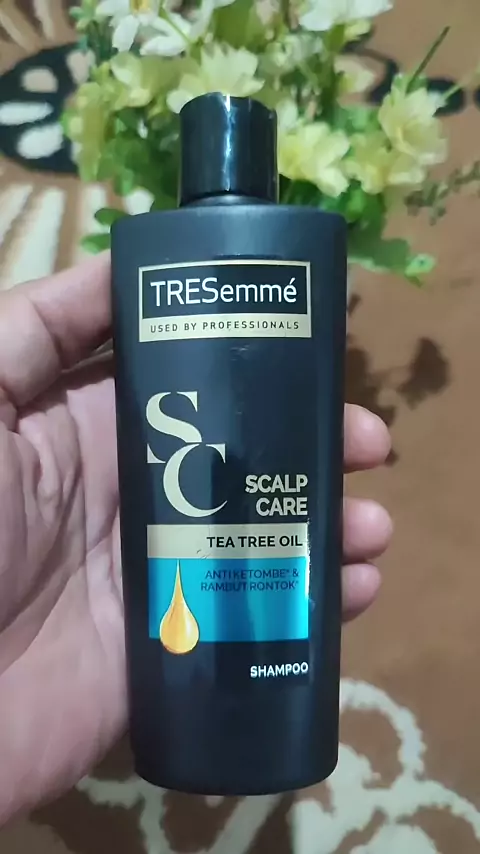 TRESemmé
USED BY PROFESSIONALS
SC
SCALP
CARE
TEA TREE OIL
ANTI KETOMBE* &
RAMBUT RONTOK^
SHAMPOO